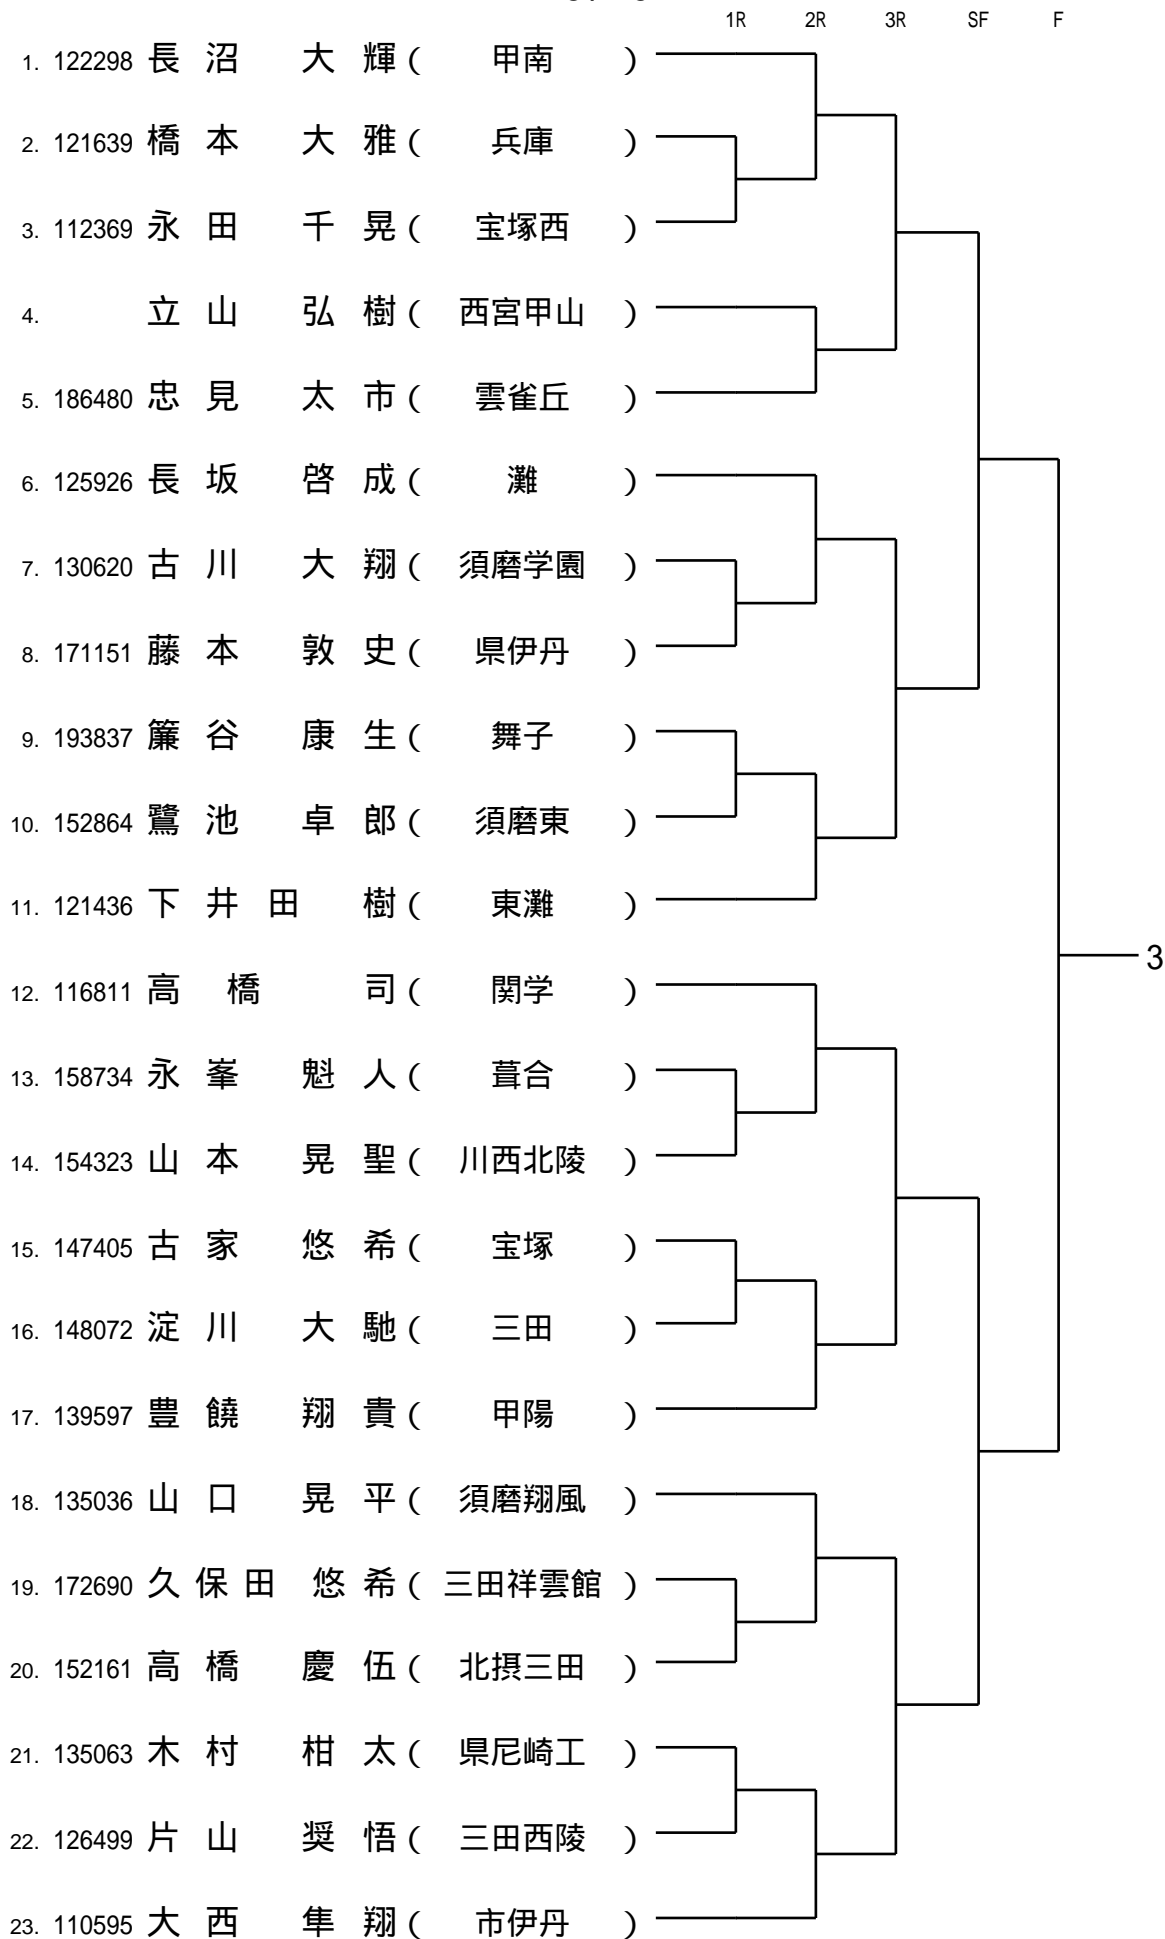 1R 2R 3R SF F
1. 122298 長沼 大輝 ( 甲南 )
2. 121639 橋本 大雅 ( 兵庫 )
3. 112369 永田 千晃 ( 宝塚西 )
4. 立山 弘樹 ( 西宮甲山 )
5. 186480 忠見 太市 ( 雲雀丘 )
6. 125926 長坂 啓成 ( 灘 )
7. 130620 古川 大翔 ( 須磨学園 )
8. 171151 藤本 敦史 ( 県伊丹 )
9. 193837 簾谷 康生 ( 舞子 )
10. 152864 鷺池 卓郎 ( 須磨東 )
11. 121436 下井田 樹 ( 東灘 )
3
12. 116811 高橋 司 ( 関学 )
13. 158734 永峯 魁人 ( 葺合 )
14. 154323 山本 晃聖 ( 川西北陵 )
15. 147405 古家 悠希 ( 宝塚 )
16. 148072 淀川 大馳 ( 三田 )
17. 139597 豊饒 翔貴 ( 甲陽 )
18. 135036 山口 晃平 ( 須磨翔風 )
19. 172690 久保田 悠希 ( 三田祥雲館 )
20. 152161 高橋 慶伍 ( 北摂三田 )
21. 135063 木村 柑太 ( 県尼崎工 )
22. 126499 片山 奨悟 ( 三田西陵 )
23. 110595 大西 隼翔 ( 市伊丹 )